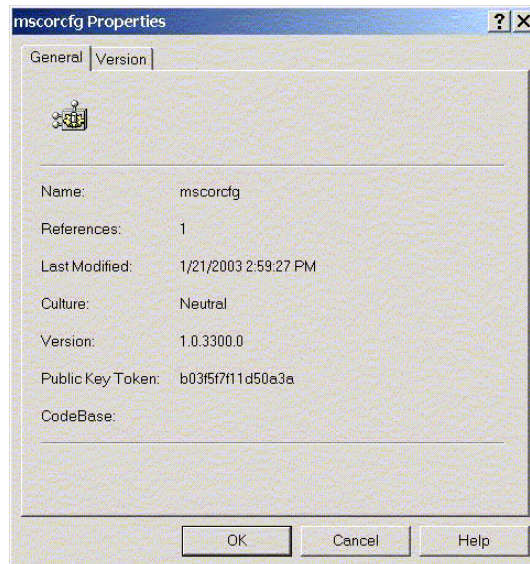 mscorcfg Properties
General Version
Name: mscorcfg
References: 1
Last Modified: 1/21/2003 2:59:27 PM
Culture: Neutral
Version: 1.0.3300.0
Public Key Token: b03f5f7f11d50a3a
CodeBase:
OK Cancel Help